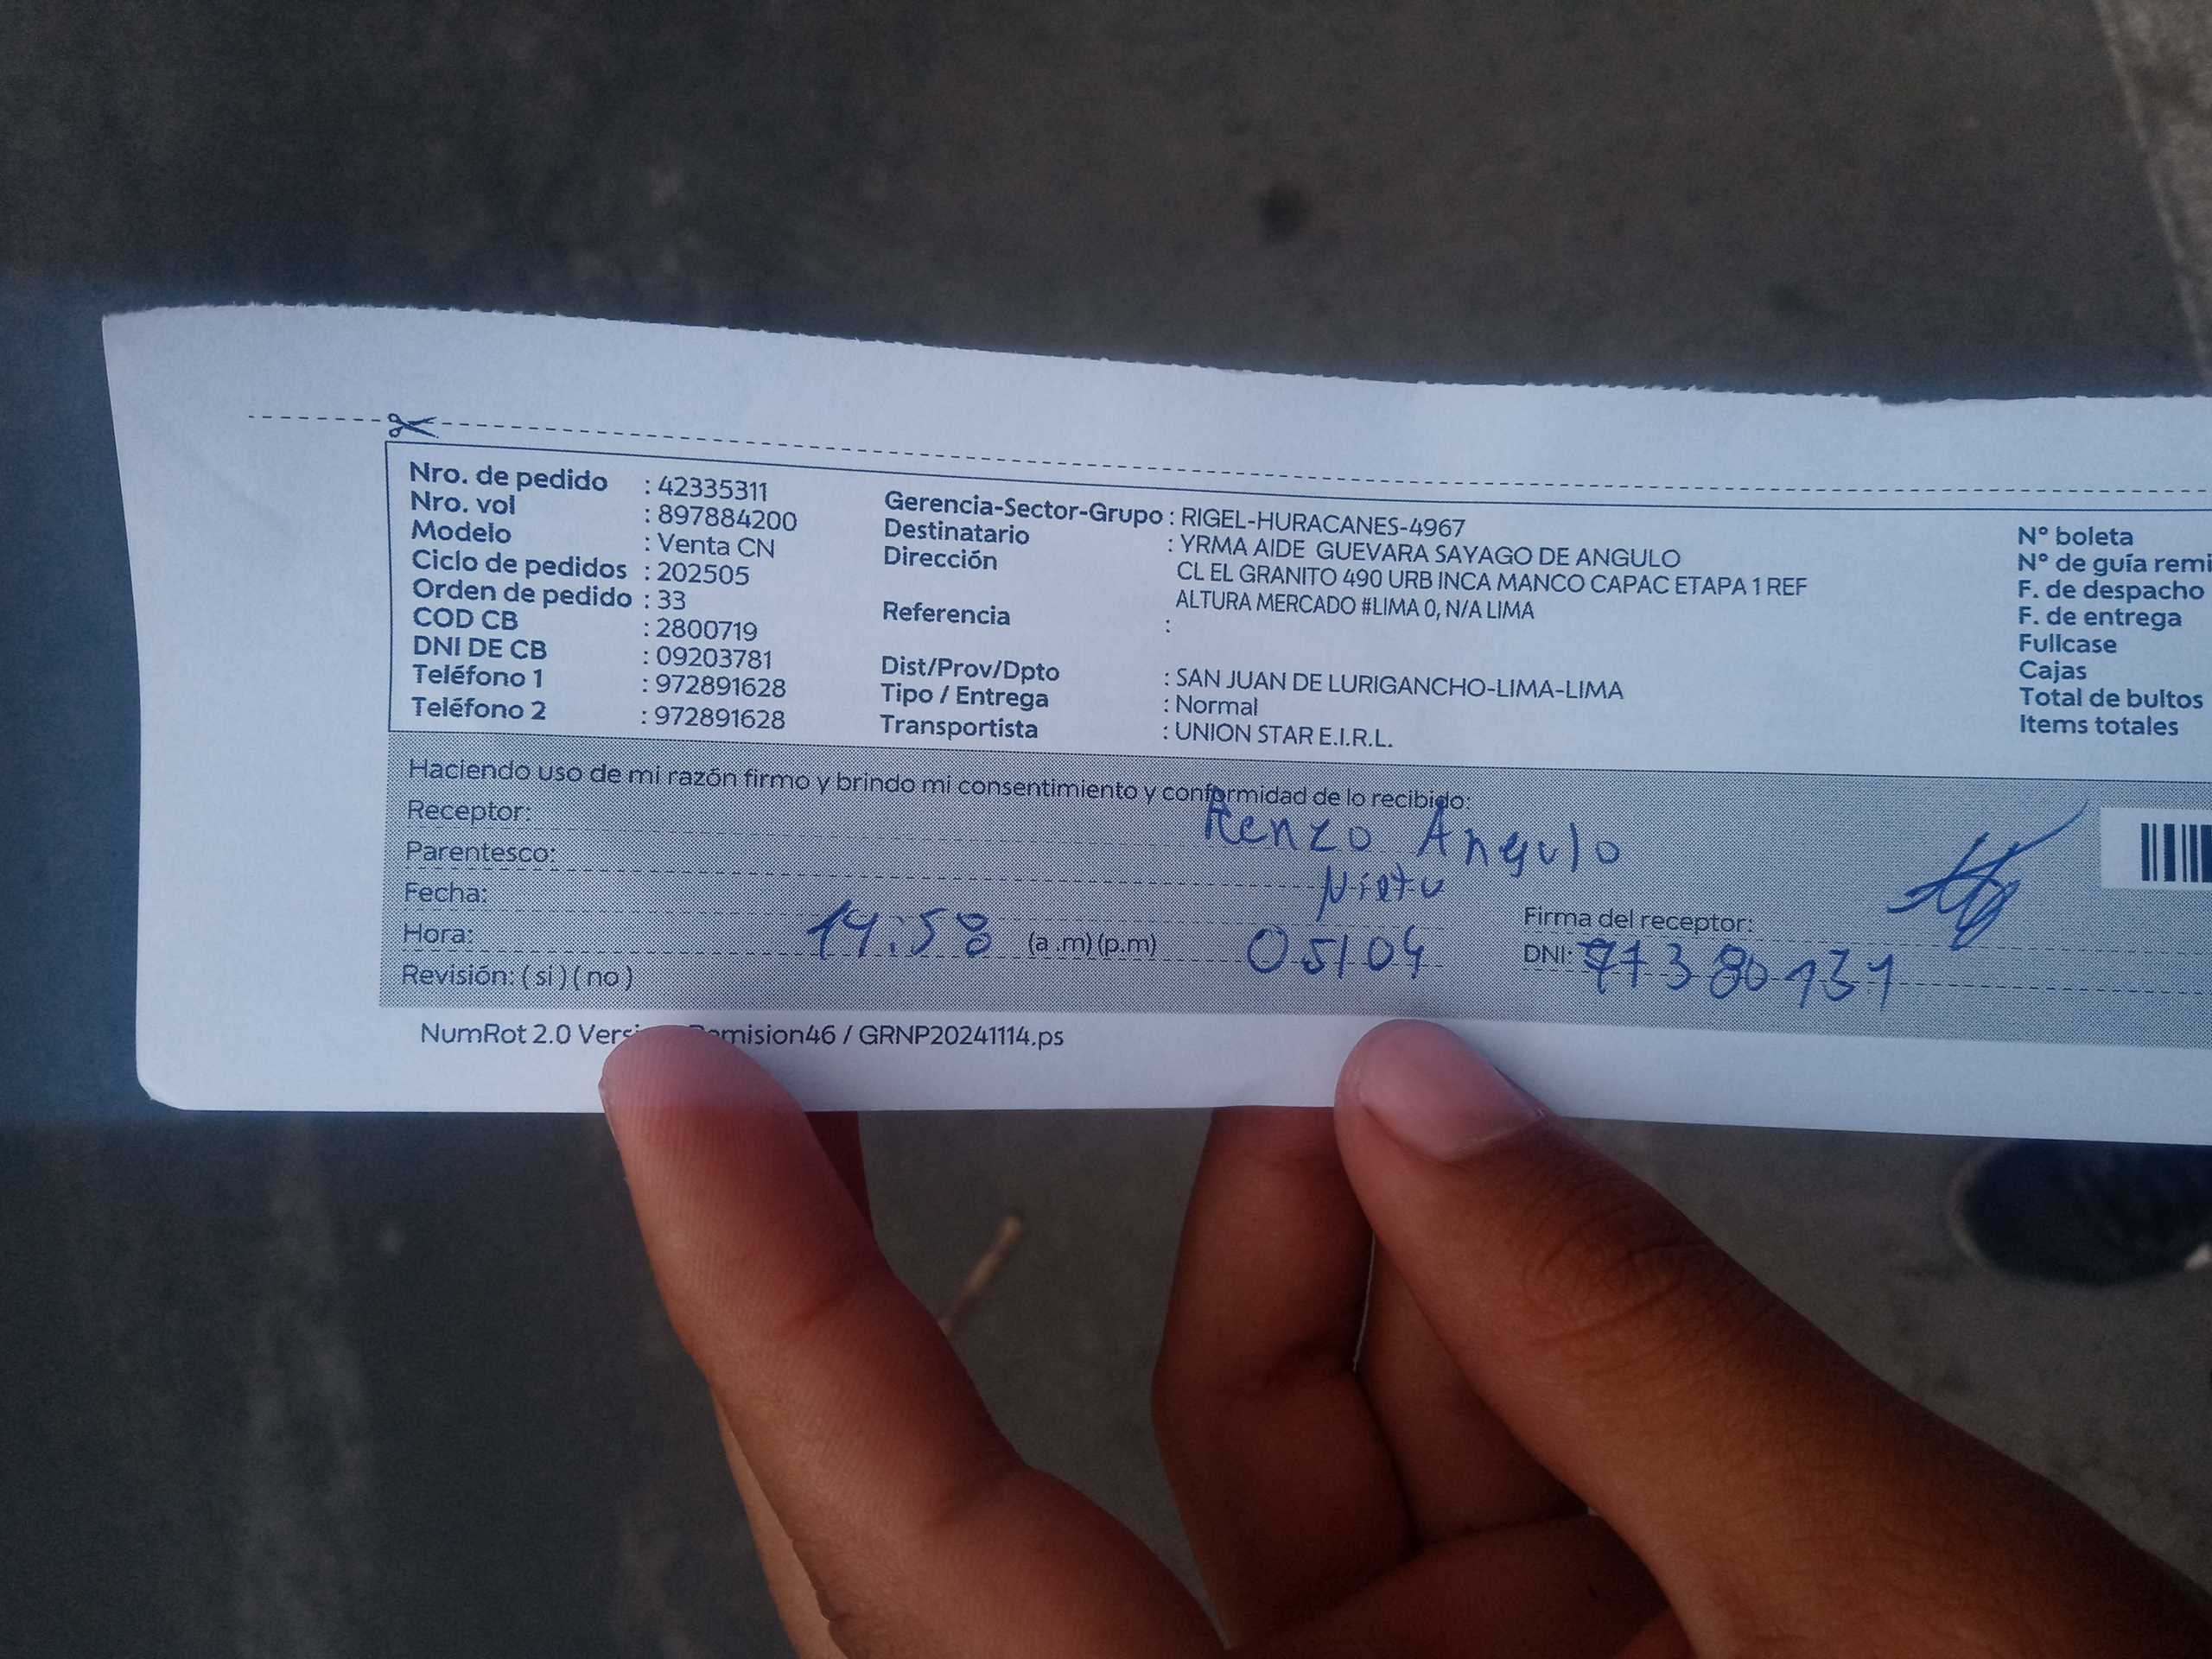 Nro. de pedido : 42335311
Nro. vol : 897884200
Modelo : Venta CN
Ciclo de pedidos : 202505
Orden de pedido : 33
COD CB : 2800719
DNI DE CB : 09203781
Teléfono 1 : 972891628
Teléfono 2 : 972891628
Gerencia-Sector-Grupo : RIGEL-HURACANES-4967
Destinatario : YRMA AIDE GUEVARA SAYAGO DE ANGULO
Dirección CL EL GRANITO 490 URB INCA MANCO CAPAC ETAPA 1 REF
ALTURA MERCADO #LIMA 0, N/A LIMA
Referencia :
Dist/Prov/Dpto : SAN JUAN DE LURIGANCHO-LIMA-LIMA
Tipo / Entrega : Normal
Transportista : UNION STAR E.I.R.L.
N° boleta
N° de guía remi
F. de despacho
F. de entrega
Fullcase
Cajas
Total de bultos
Items totales
Haciendo uso de mi razón firmo y brindo mi consentimiento y conformidad de lo recibido:
Receptor: Renzo Angulo
Parentesco: Nieto
Fecha: 05/04
Hora: 14:58 (a .m) (p.m)
Revisión: ( si ) ( no )
Firma del receptor:
DNI: 77380131
NumRot 2.0 / GRNP20241114.ps